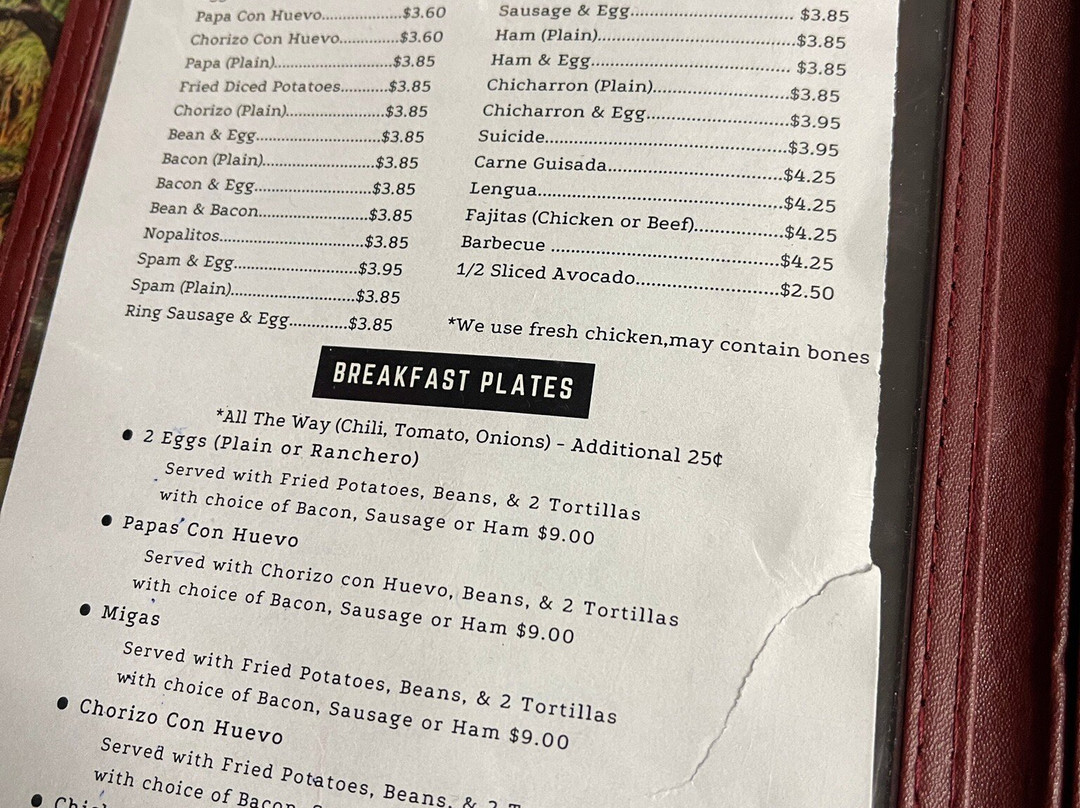 Papa Con Huevo....................$3.60
Chorizo Con Huevo..............$3.60
Papa (Plain)............................$3.85
Fried Diced Potatoes...........$3.85
Chorizo (Plain).......................$3.85
Bean & Egg.............................$3.85
Bacon (Plain)..........................$3.85
Bacon & Egg...........................$3.85
Bean & Bacon.........................$3.85
Nopalitos.................................$3.85
Spam & Egg............................$3.95
Spam (Plain)............................$3.85
Ring Sausage & Egg.............$3.85
Sausage & Egg.................................. $3.85
Ham (Plain).........................................$3.85
Ham & Egg......................................... $3.85
Chicharron (Plain)............................$3.85
Chicharron & Egg.............................$3.95
Suicide.................................................$3.95
Carne Guisada...................................$4.25
Lengua..................................................$4.25
Fajitas (Chicken or Beef)..................$4.25
Barbecue ..............................................$4.25
1/2 Sliced Avocado.............................$2.50
*We use fresh chicken,may contain bones
BREAKFAST PLATES
*All The Way (Chili, Tomato, Onions) - Additional 25¢
● 2 Eggs (Plain or Ranchero)
Served with Fried Potatoes, Beans, & 2 Tortillas
with choice of Bacon, Sausage or Ham $9.00
● Papas Con Huevo
Served with Chorizo con Huevo, Beans, & 2 Tortillas
with choice of Bacon, Sausage or Ham $9.00
● Migas
Served with Fried Potatoes, Beans, & 2 Tortillas
with choice of Bacon, Sausage or Ham $9.00
● Chorizo Con Huevo
Served with Fried Potatoes, Beans, & 2
with choice of Bacon,